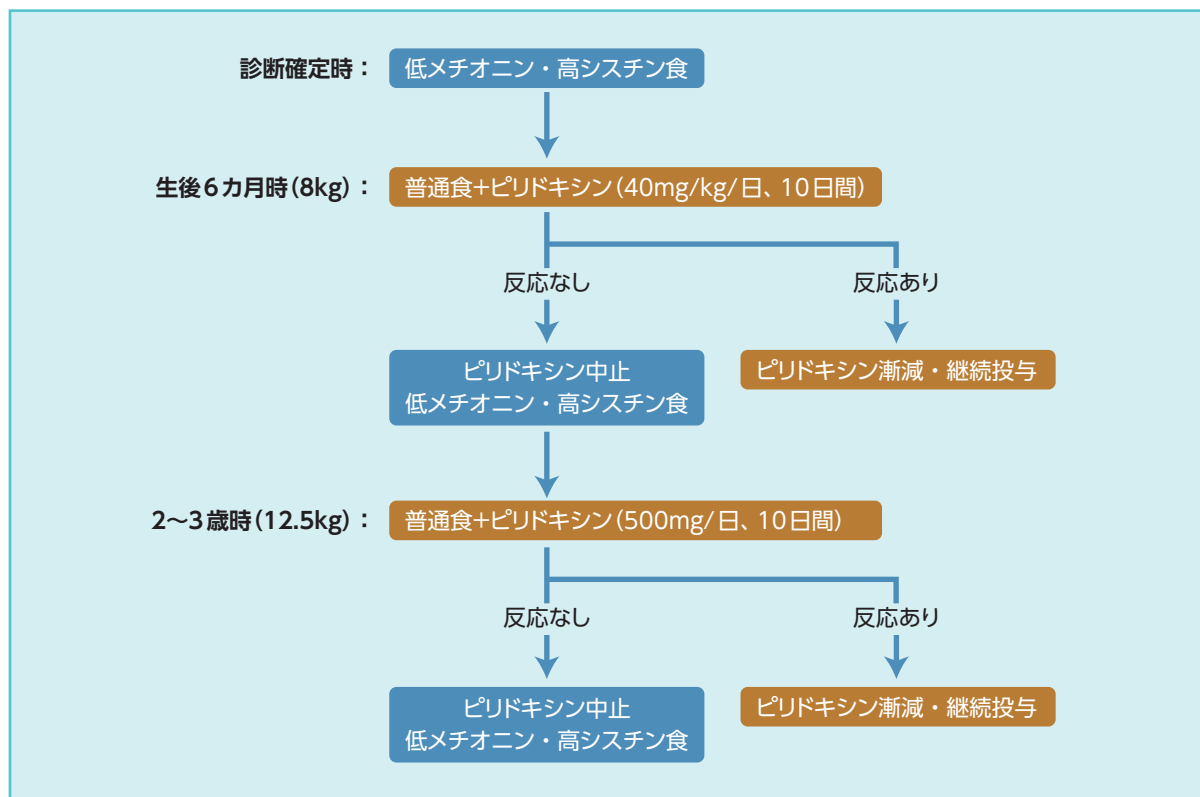 診断確定時： 低メチオニン・高シスチン食
生後6カ月時(8kg)： 普通食+ピリドキシン(40mg/kg/日、10日間)
反応なし 反応あり
ピリドキシン中止
低メチオニン・高シスチン食
ピリドキシン漸減・継続投与
2～3歳時(12.5kg)： 普通食+ピリドキシン(500mg/日、10日間)
反応なし 反応あり
ピリドキシン中止
低メチオニン・高シスチン食
ピリドキシン漸減・継続投与